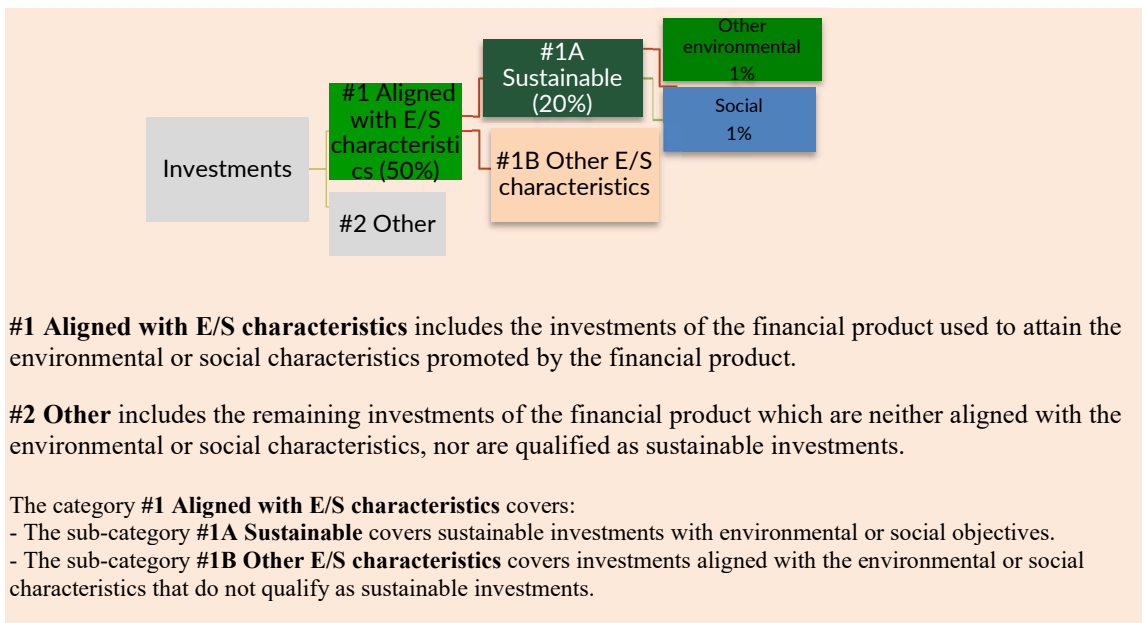 Investments
#1 Aligned
with E/S
characteristi
cs (50%)
#2 Other
#1A
Sustainable
(20%)
#1B Other E/S
characteristics
Other
environmental
1%
Social
1%
#1 Aligned with E/S characteristics includes the investments of the financial product used to attain the
environmental or social characteristics promoted by the financial product.
#2 Other includes the remaining investments of the financial product which are neither aligned with the
environmental or social characteristics, nor are qualified as sustainable investments.
The category #1 Aligned with E/S characteristics covers:
- The sub-category #1A Sustainable covers sustainable investments with environmental or social objectives.
- The sub-category #1B Other E/S characteristics covers investments aligned with the environmental or social
characteristics that do not qualify as sustainable investments.